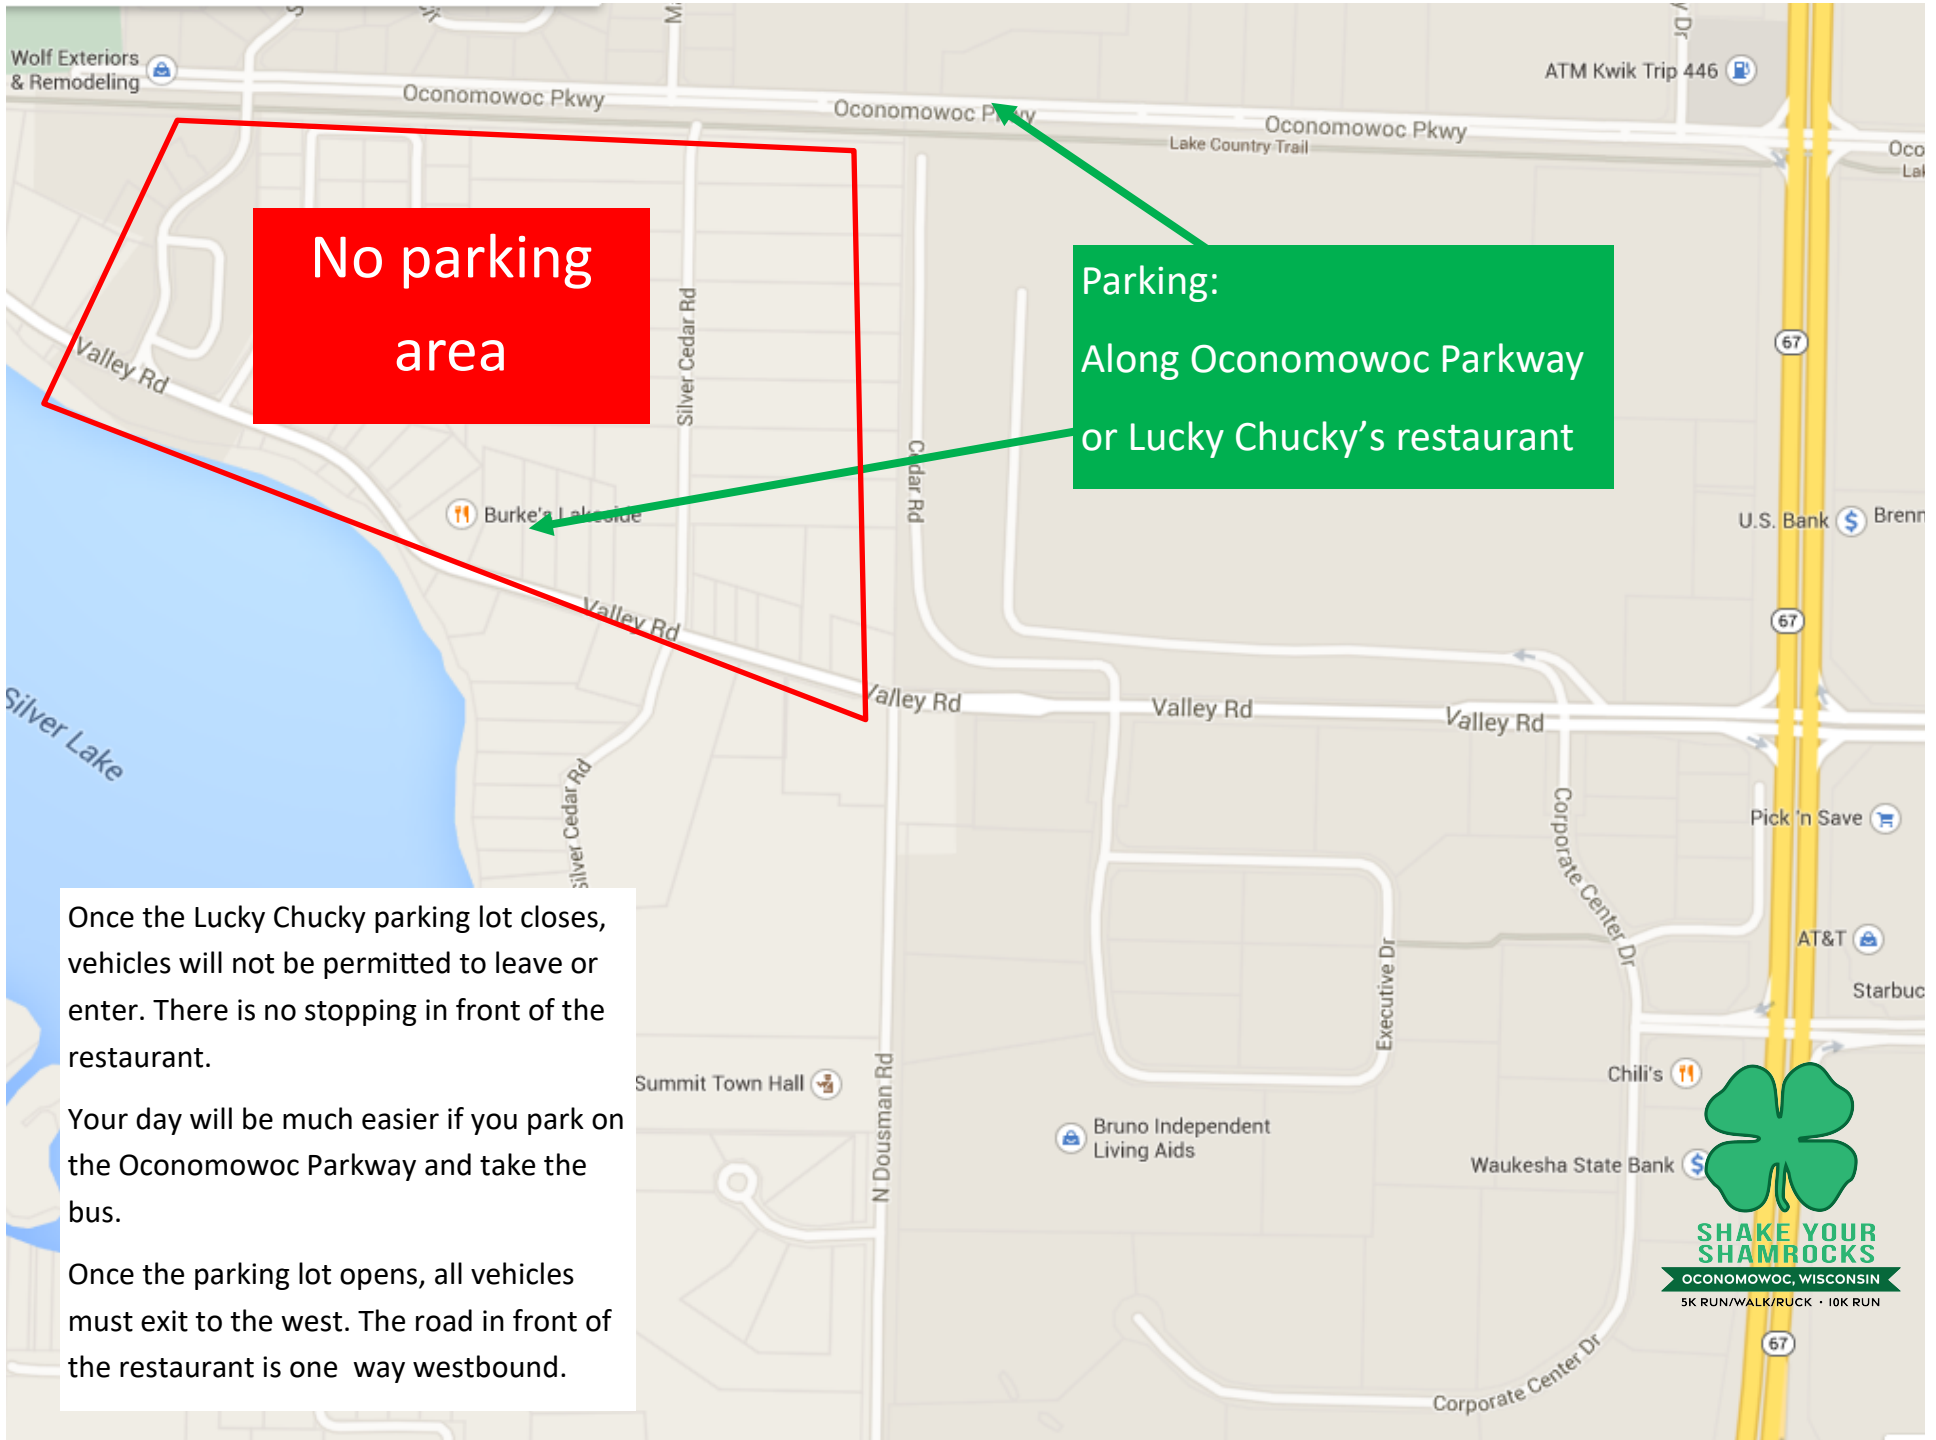 Wolf Exteriors
& Remodeling
Oconomowoc Pkwy
Oconomowoc Pkwy
Oconomowoc Pkwy
Lake Country Trail
ATM Kwik Trip 446
y Dr
Oco
Lak
No parking
area
Parking:
Along Oconomowoc Parkway
or Lucky Chucky’s restaurant
67
Valley Rd
Silver Cedar Rd
Cedar Rd
Burke's Lakeside
U.S. Bank
Brenn
67
Valley Rd
Valley Rd
Valley Rd
Valley Rd
Silver Lake
Silver Cedar Rd
Corporate Center Dr
Pick 'n Save
AT&T
Starbuc
Executive Dr
Once the Lucky Chucky parking lot closes,
vehicles will not be permitted to leave or
enter. There is no stopping in front of the
restaurant.
Your day will be much easier if you park on
the Oconomowoc Parkway and take the
bus.
Once the parking lot opens, all vehicles
must exit to the west. The road in front of
the restaurant is one  way westbound.
Summit Town Hall
N Dousman Rd
Bruno Independent
Living Aids
Chili's
Waukesha State Bank
SHAKE YOUR
SHAMROCKS
OCONOMOWOC, WISCONSIN
5K RUN/WALK/RUCK • 10K RUN
67
Corporate Center Dr